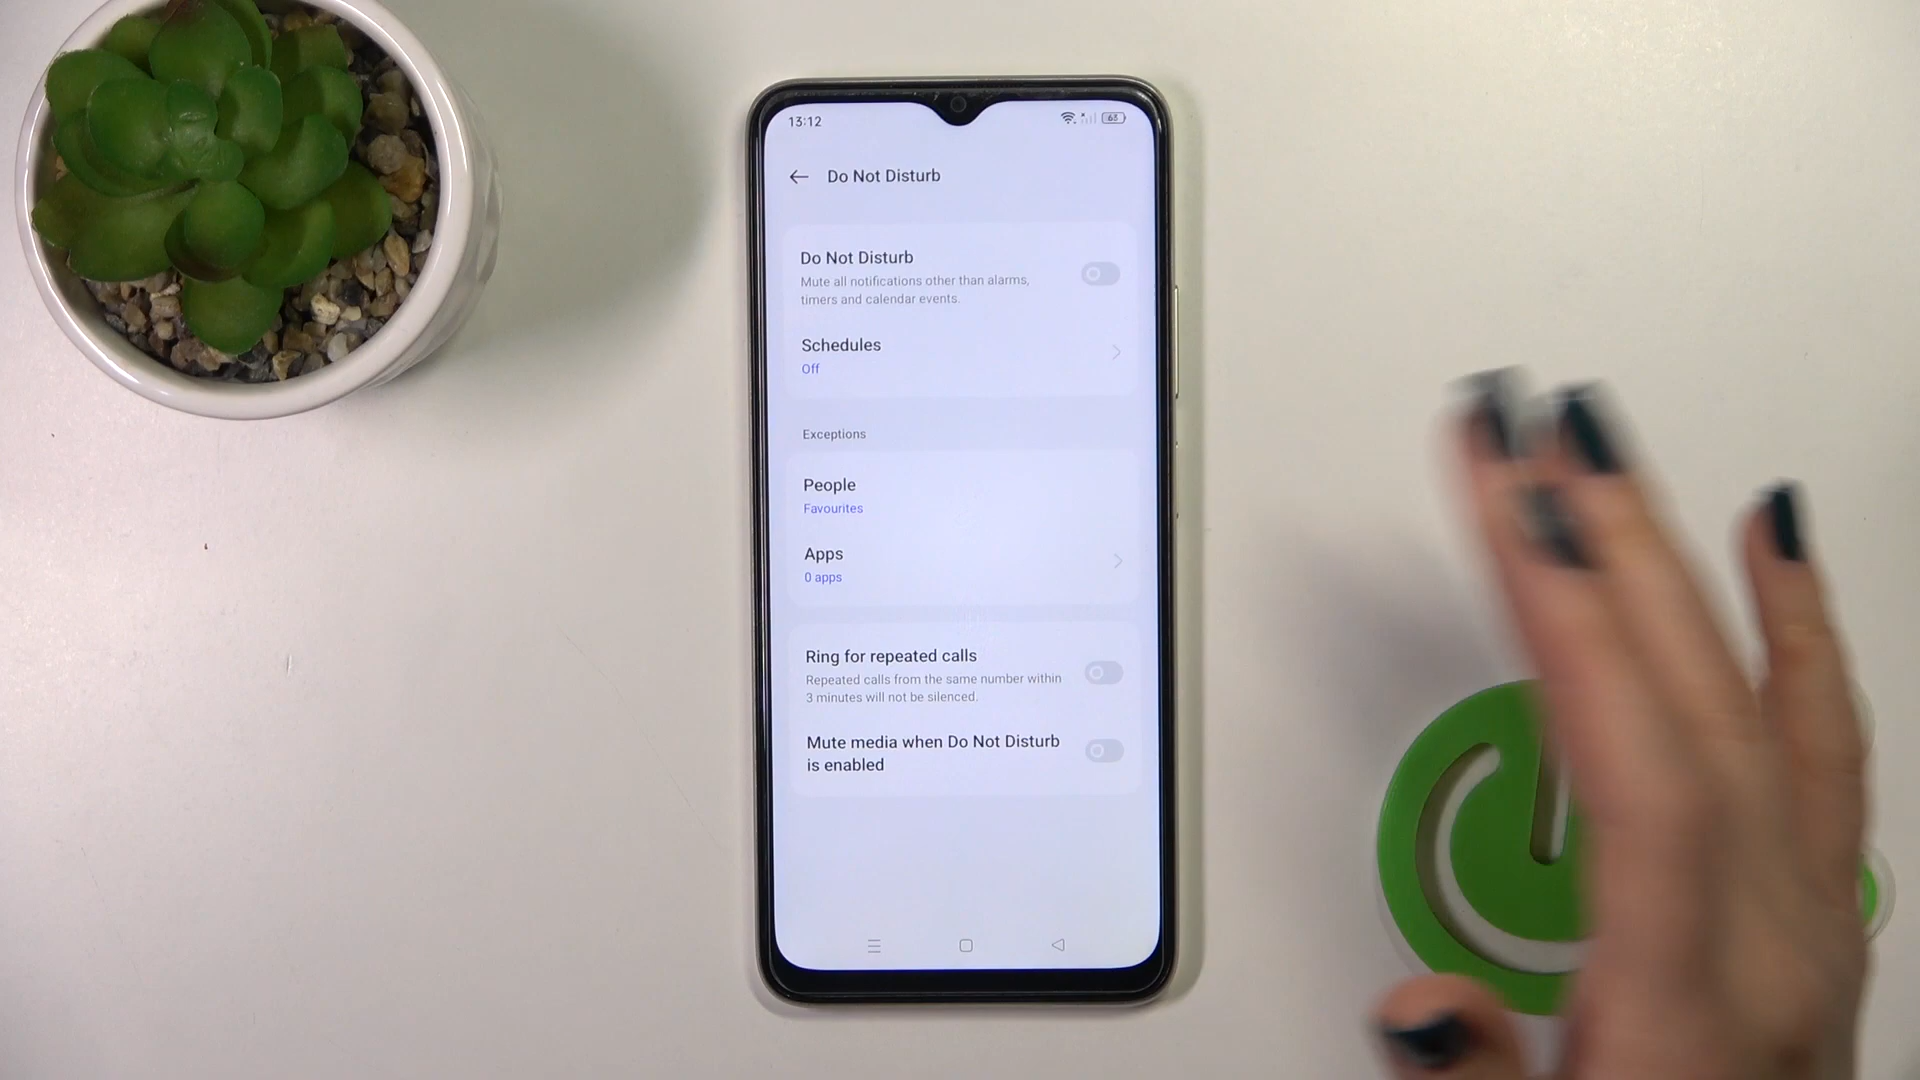 13:12
63
Do Not Disturb
Do Not Disturb
Mute all notifications other than alarms,
timers and calendar events.
Schedules
Off
Exceptions
People
Favourites
Apps
0 apps
Ring for repeated calls
Repeated calls from the same number within
3 minutes will not be silenced.
Mute media when Do Not Disturb
is enabled